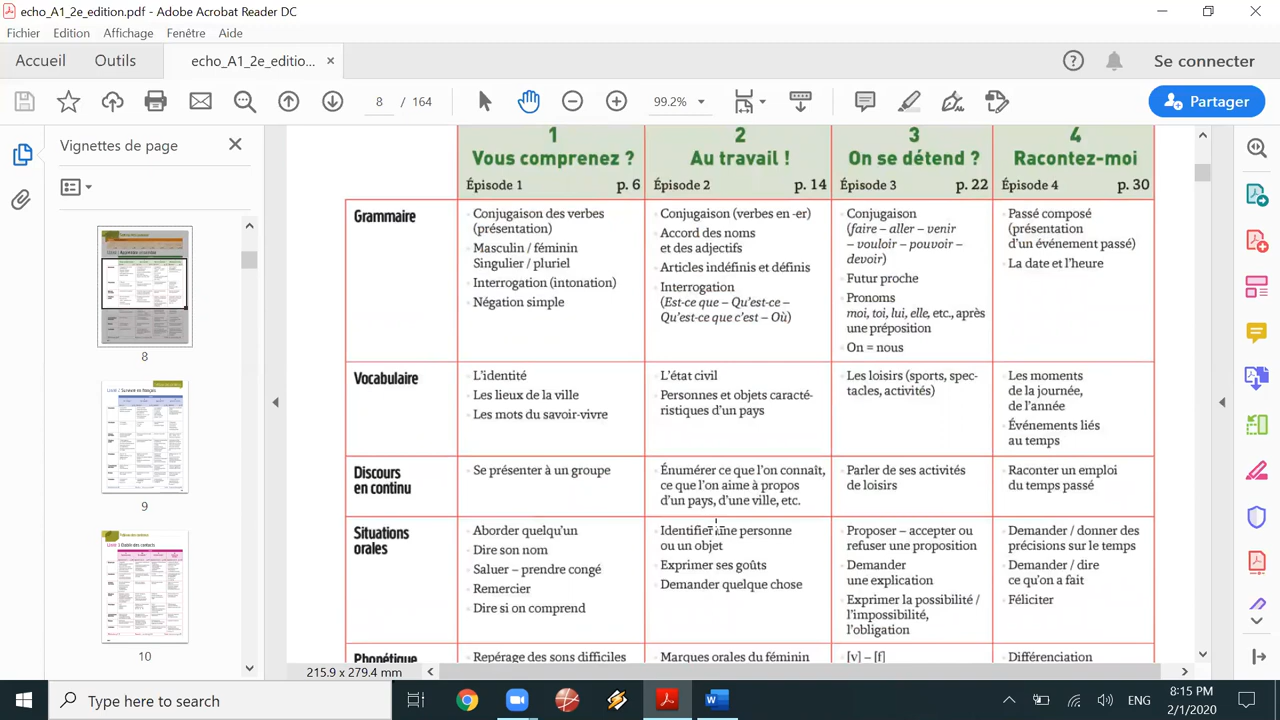 echo_A1_2e_edition.pdf - Adobe Acrobat Reader DC
Fichier Edition Affichage Fenêtre Aide
Accueil Outils echo_A1_2e_editio... × Se connecter
8 / 164 99.2% Partager
Vignettes de page
8
9
10
1 2 3 4
Vous comprenez ? Au travail ! On se détend ? Racontez-moi
Épisode 1 p. 6 Épisode 2 p. 14 Épisode 3 p. 22 Épisode 4 p. 30
Grammaire
Conjugaison des verbes
(présentation)
Masculin / féminin
Singulier / pluriel
Interrogation (intonation)
Négation simple
Conjugaison (verbes en -er)
Accord des noms
et des adjectifs
Articles indéfinis et définis
Interrogation
(Est-ce que – Qu'est-ce –
Qu'est-ce que c'est – Où)
Conjugaison
(faire – aller – venir
– vouloir – pouvoir –
devoir)
Futur proche
Pronoms
moi, toi, lui, elle, etc., après
une préposition
On = nous
Passé composé
(présentation
d'un événement passé)
La date et l'heure
Vocabulaire
L'identité
Les lieux de la ville
Les mots du savoir-vivre
L'état civil
Personnes et objets caracté-
ristiques d'un pays
Les loisirs (sports, spec-
tacles, activités)
Les moments
de la journée,
de l'année
Événements liés
au temps
Discours
en continu
Se présenter à un groupe
Énumérer ce que l'on connaît,
ce que l'on aime à propos
d'un pays, d'une ville, etc.
Parler de ses activités
de loisirs
Raconter un emploi
du temps passé
Situations
orales
Aborder quelqu'un
Dire son nom
Saluer – prendre congé
Remercier
Dire si on comprend
Identifier une personne
ou un objet
Exprimer ses goûts
Demander quelque chose
Proposer – accepter ou
refuser une proposition
Demander
une explication
Exprimer la possibilité /
l'impossibilité,
l'obligation
Demander / donner des
précisions sur le temps
Demander / dire
ce qu'on a fait
Féliciter
Phonétique
Repérage des sons difficiles
Marques orales du féminin
[v] – [f]
Différenciation
215.9 x 279.4 mm
Type here to search
ENG
8:15 PM
2/1/2020